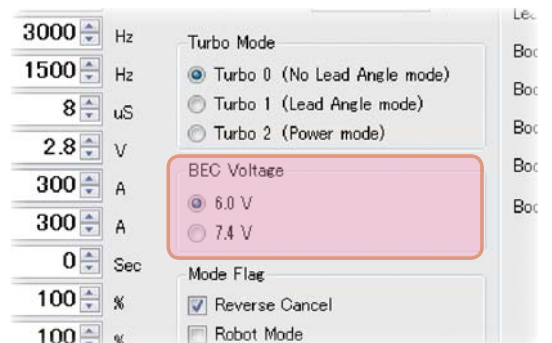 3000 Hz
1500 Hz
8 uS
2.8 V
300 A
300 A
0 Sec
100 %
100 %
Turbo Mode
Turbo 0 (No Lead Angle mode)
Turbo 1 (Lead Angle mode)
Turbo 2 (Power mode)
BEC Voltage
6.0 V
7.4 V
Mode Flag
Reverse Cancel
Robot Mode
Boo
Boo
Boo
Boo
Boo